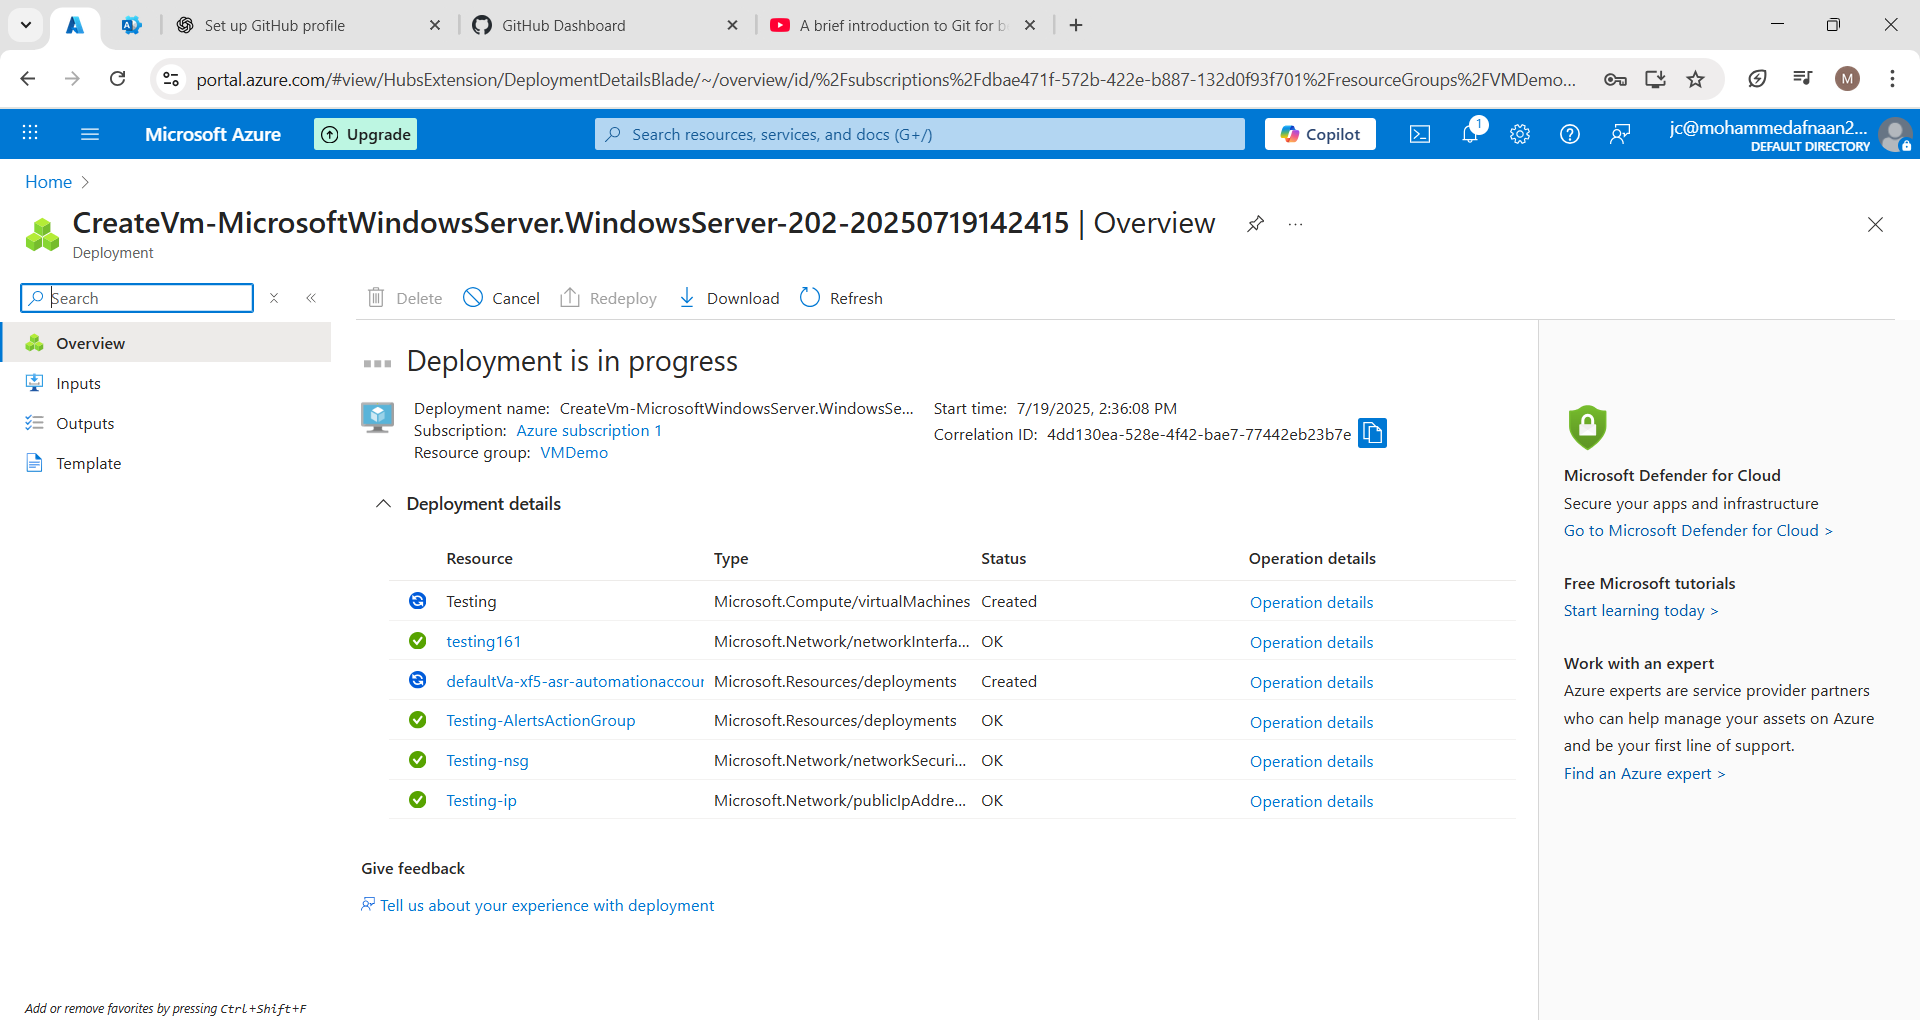 Set up GitHub profile
GitHub Dashboard
A brief introduction to Git for b
portal.azure.com/#view/HubsExtension/DeploymentDetailsBlade/~/overview/id/%2Fsubscriptions%2Fdbae471f-572b-422e-b887-132d0f93f701%2FresourceGroups%2FVMDemo...
M
Microsoft Azure
Upgrade
Search resources, services, and docs (G+/)
Copilot
1
jc@mohammedafnaan2...
DEFAULT DIRECTORY
Home
CreateVm-MicrosoftWindowsServer.WindowsServer-202-20250719142415 | Overview
Deployment
Search
Delete
Cancel
Redeploy
Download
Refresh
Overview
Inputs
Outputs
Template
Deployment is in progress
Deployment name: CreateVm-MicrosoftWindowsServer.WindowsSe...
Subscription: Azure subscription 1
Resource group: VMDemo
Start time: 7/19/2025, 2:36:08 PM
Correlation ID: 4dd130ea-528e-4f42-bae7-77442eb23b7e
Deployment details
Resource Type Status Operation details
Testing Microsoft.Compute/virtualMachines Created Operation details
testing161 Microsoft.Network/networkInterfa... OK Operation details
defaultVa-xf5-asr-automationaccour Microsoft.Resources/deployments Created Operation details
Testing-AlertsActionGroup Microsoft.Resources/deployments OK Operation details
Testing-nsg Microsoft.Network/networkSecuri... OK Operation details
Testing-ip Microsoft.Network/publicIpAddre... OK Operation details
Give feedback
Tell us about your experience with deployment
Microsoft Defender for Cloud
Secure your apps and infrastructure
Go to Microsoft Defender for Cloud >
Free Microsoft tutorials
Start learning today >
Work with an expert
Azure experts are service provider partners
who can help manage your assets on Azure
and be your first line of support.
Find an Azure expert >
Add or remove favorites by pressing Ctrl+Shift+F